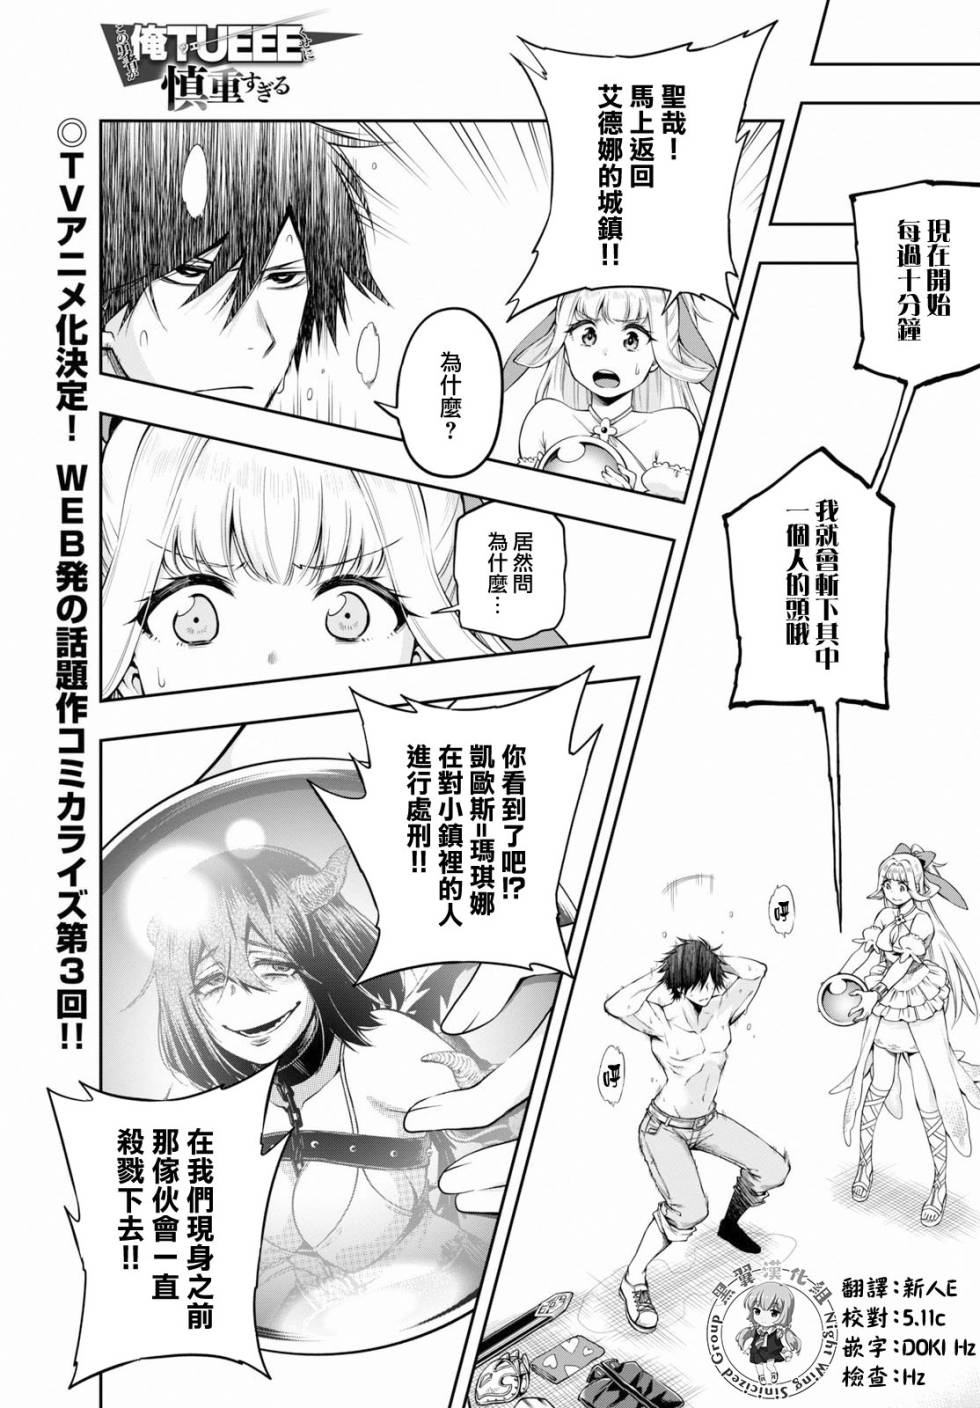 この勇者が
俺TUEEE
くせに
慎重すぎる
◎TVアニメ化決定！ WEB発の話題作コミカライズ第3回!!
現在開始
每過十分鐘
我就會斬下其中
一個人的頭哦
聖哉！
馬上返回
艾德娜的城鎮!!
為什麼？
居然問
為什麼…
你看到了吧!?
凱歐斯=瑪琪娜
在對小鎮裡的人
進行處刑!!
在我們現身之前
那傢伙會一直
殺戮下去!!
黑翼漢化組
Night Wing Sinicized Group
翻譯：新人E
校對：5.11c
嵌字：DOKI Hz
檢查：Hz